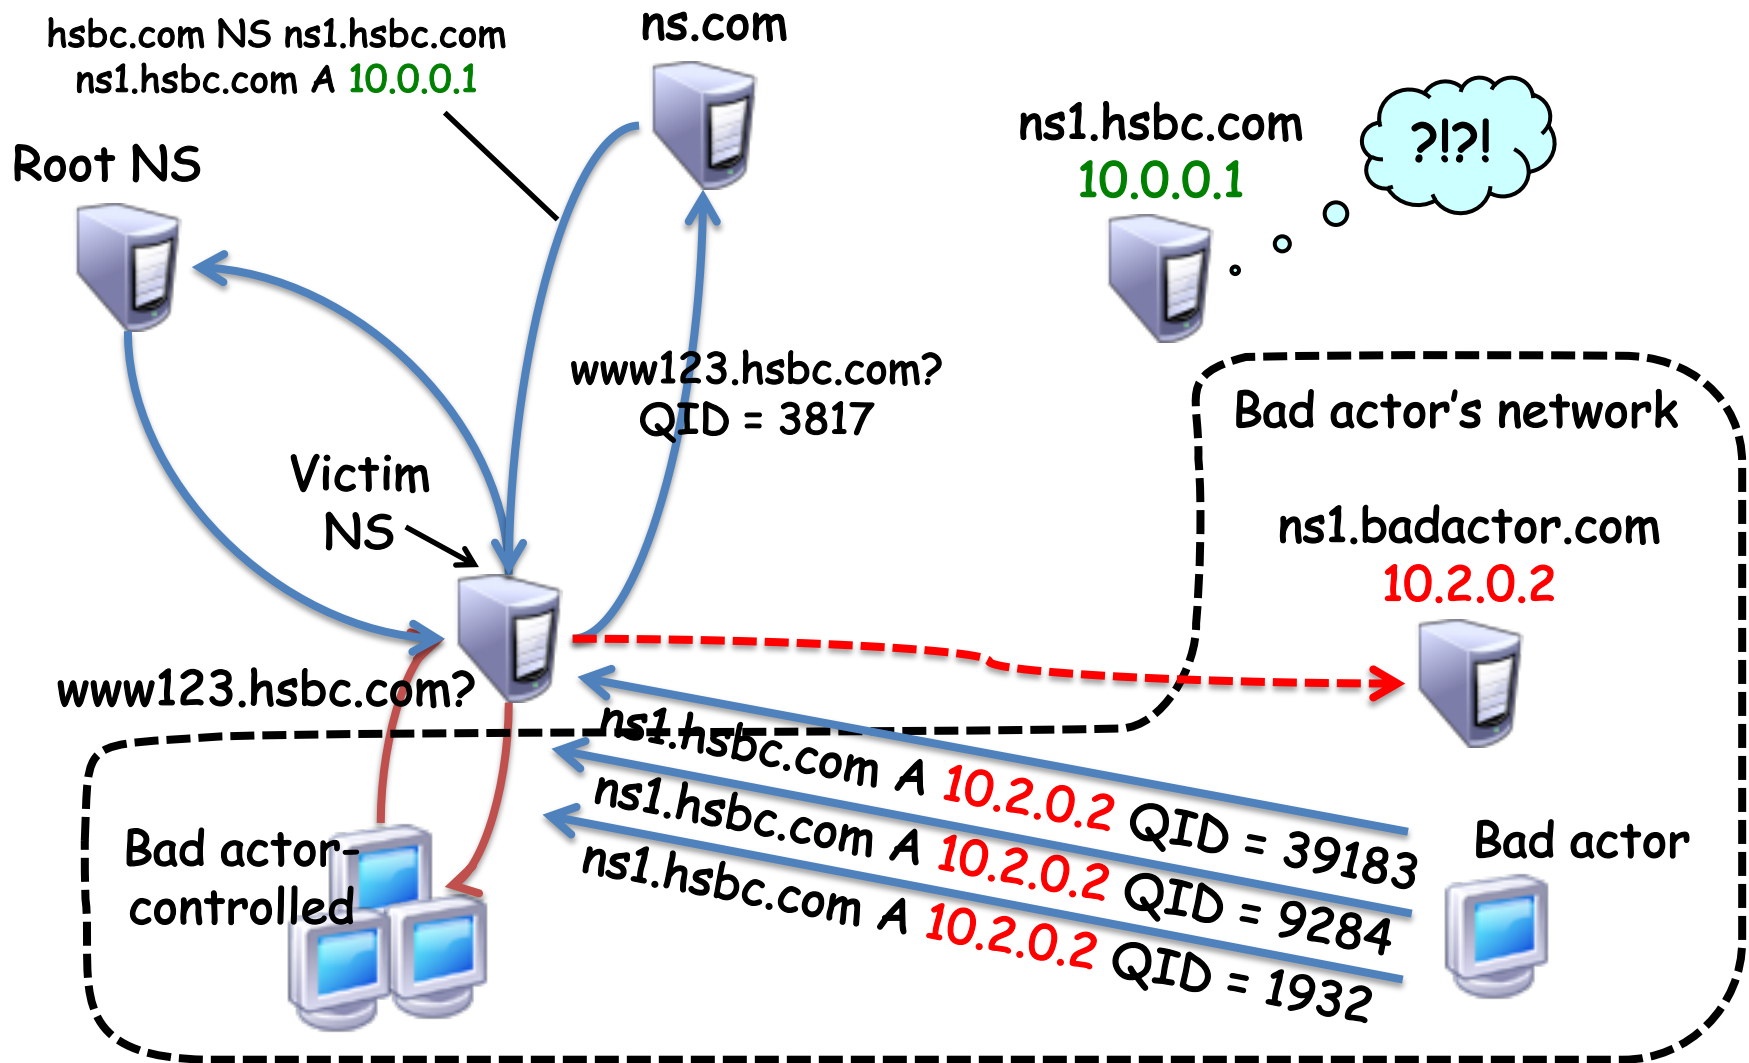 hsbc.com NS ns1.hsbc.com
ns1.hsbc.com A 10.0.0.1
ns.com
Root NS
ns1.hsbc.com
10.0.0.1
?!?!
www123.hsbc.com?
QID = 3817
Bad actor's network
Victim
NS
ns1.badactor.com
10.2.0.2
www123.hsbc.com?
ns1.hsbc.com A 10.2.0.2 QID = 39183
ns1.hsbc.com A 10.2.0.2 QID = 9284
ns1.hsbc.com A 10.2.0.2 QID = 1932
Bad actor
Bad actor-
controlled